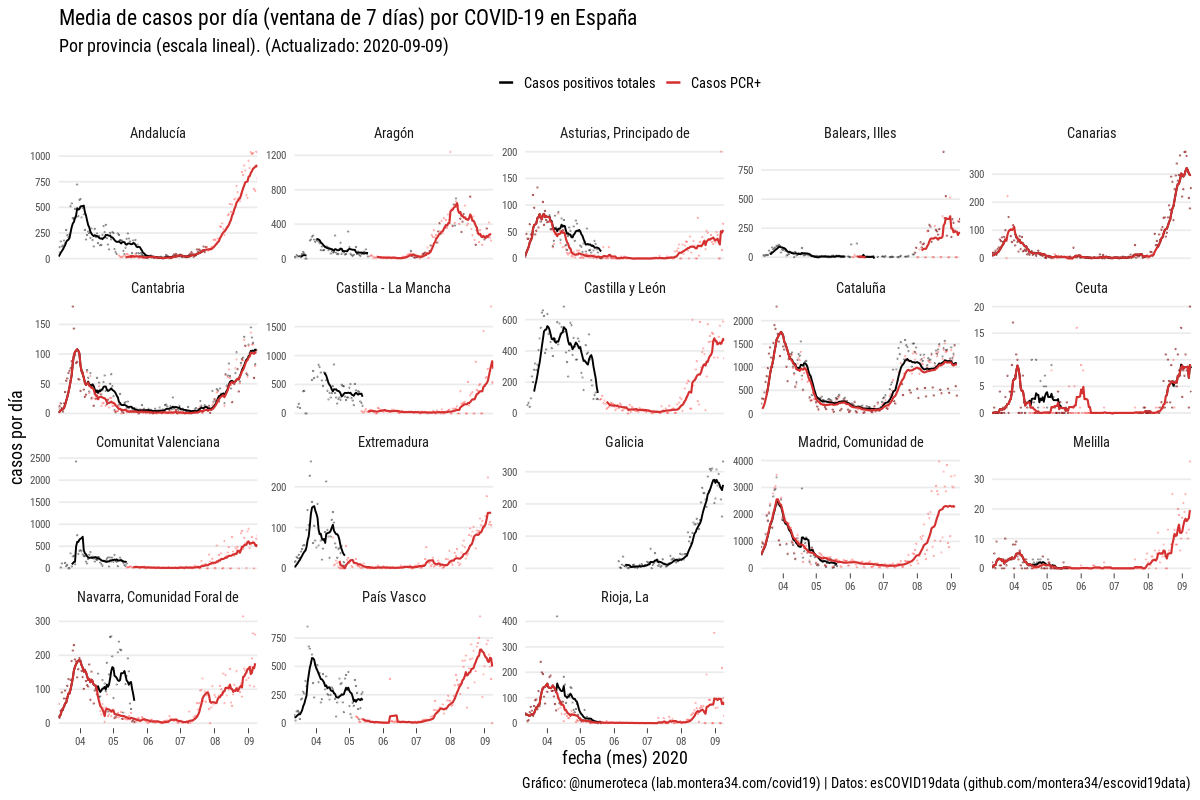 Media de casos por día (ventana de 7 días) por COVID-19 en España
Por provincia (escala lineal). (Actualizado: 2020-09-09)
Casos positivos totales Casos PCR+
casos por día
Andalucía Aragón Asturias, Principado de Balears, Illes Canarias
1000 1200 200 750 300
750 800 150 500 200
500 400 100 250 100
250 0 50 0 0
0 0
Cantabria Castilla - La Mancha Castilla y León Cataluña Ceuta
150 1500 600 2000 20
100 1000 400 1500 15
50 500 200 1000 10
0 0 0 500 5
0 0
Comunitat Valenciana Extremadura Galicia Madrid, Comunidad de Melilla
2500 200 300 4000 30
2000 100 200 3000 20
1500 0 100 2000 10
1000 0 1000 0
500 0
0
04 05 06 07 08 09 04 05 06 07 08 09
Navarra, Comunidad Foral de País Vasco Rioja, La
300 750 400
200 500 300
100 250 200
0 0 100
0
04 05 06 07 08 09 04 05 06 07 08 09 04 05 06 07 08 09
fecha (mes) 2020
Gráfico: @numeroteca (lab.montera34.com/covid19) | Datos: esCOVID19data (github.com/montera34/escovid19data)